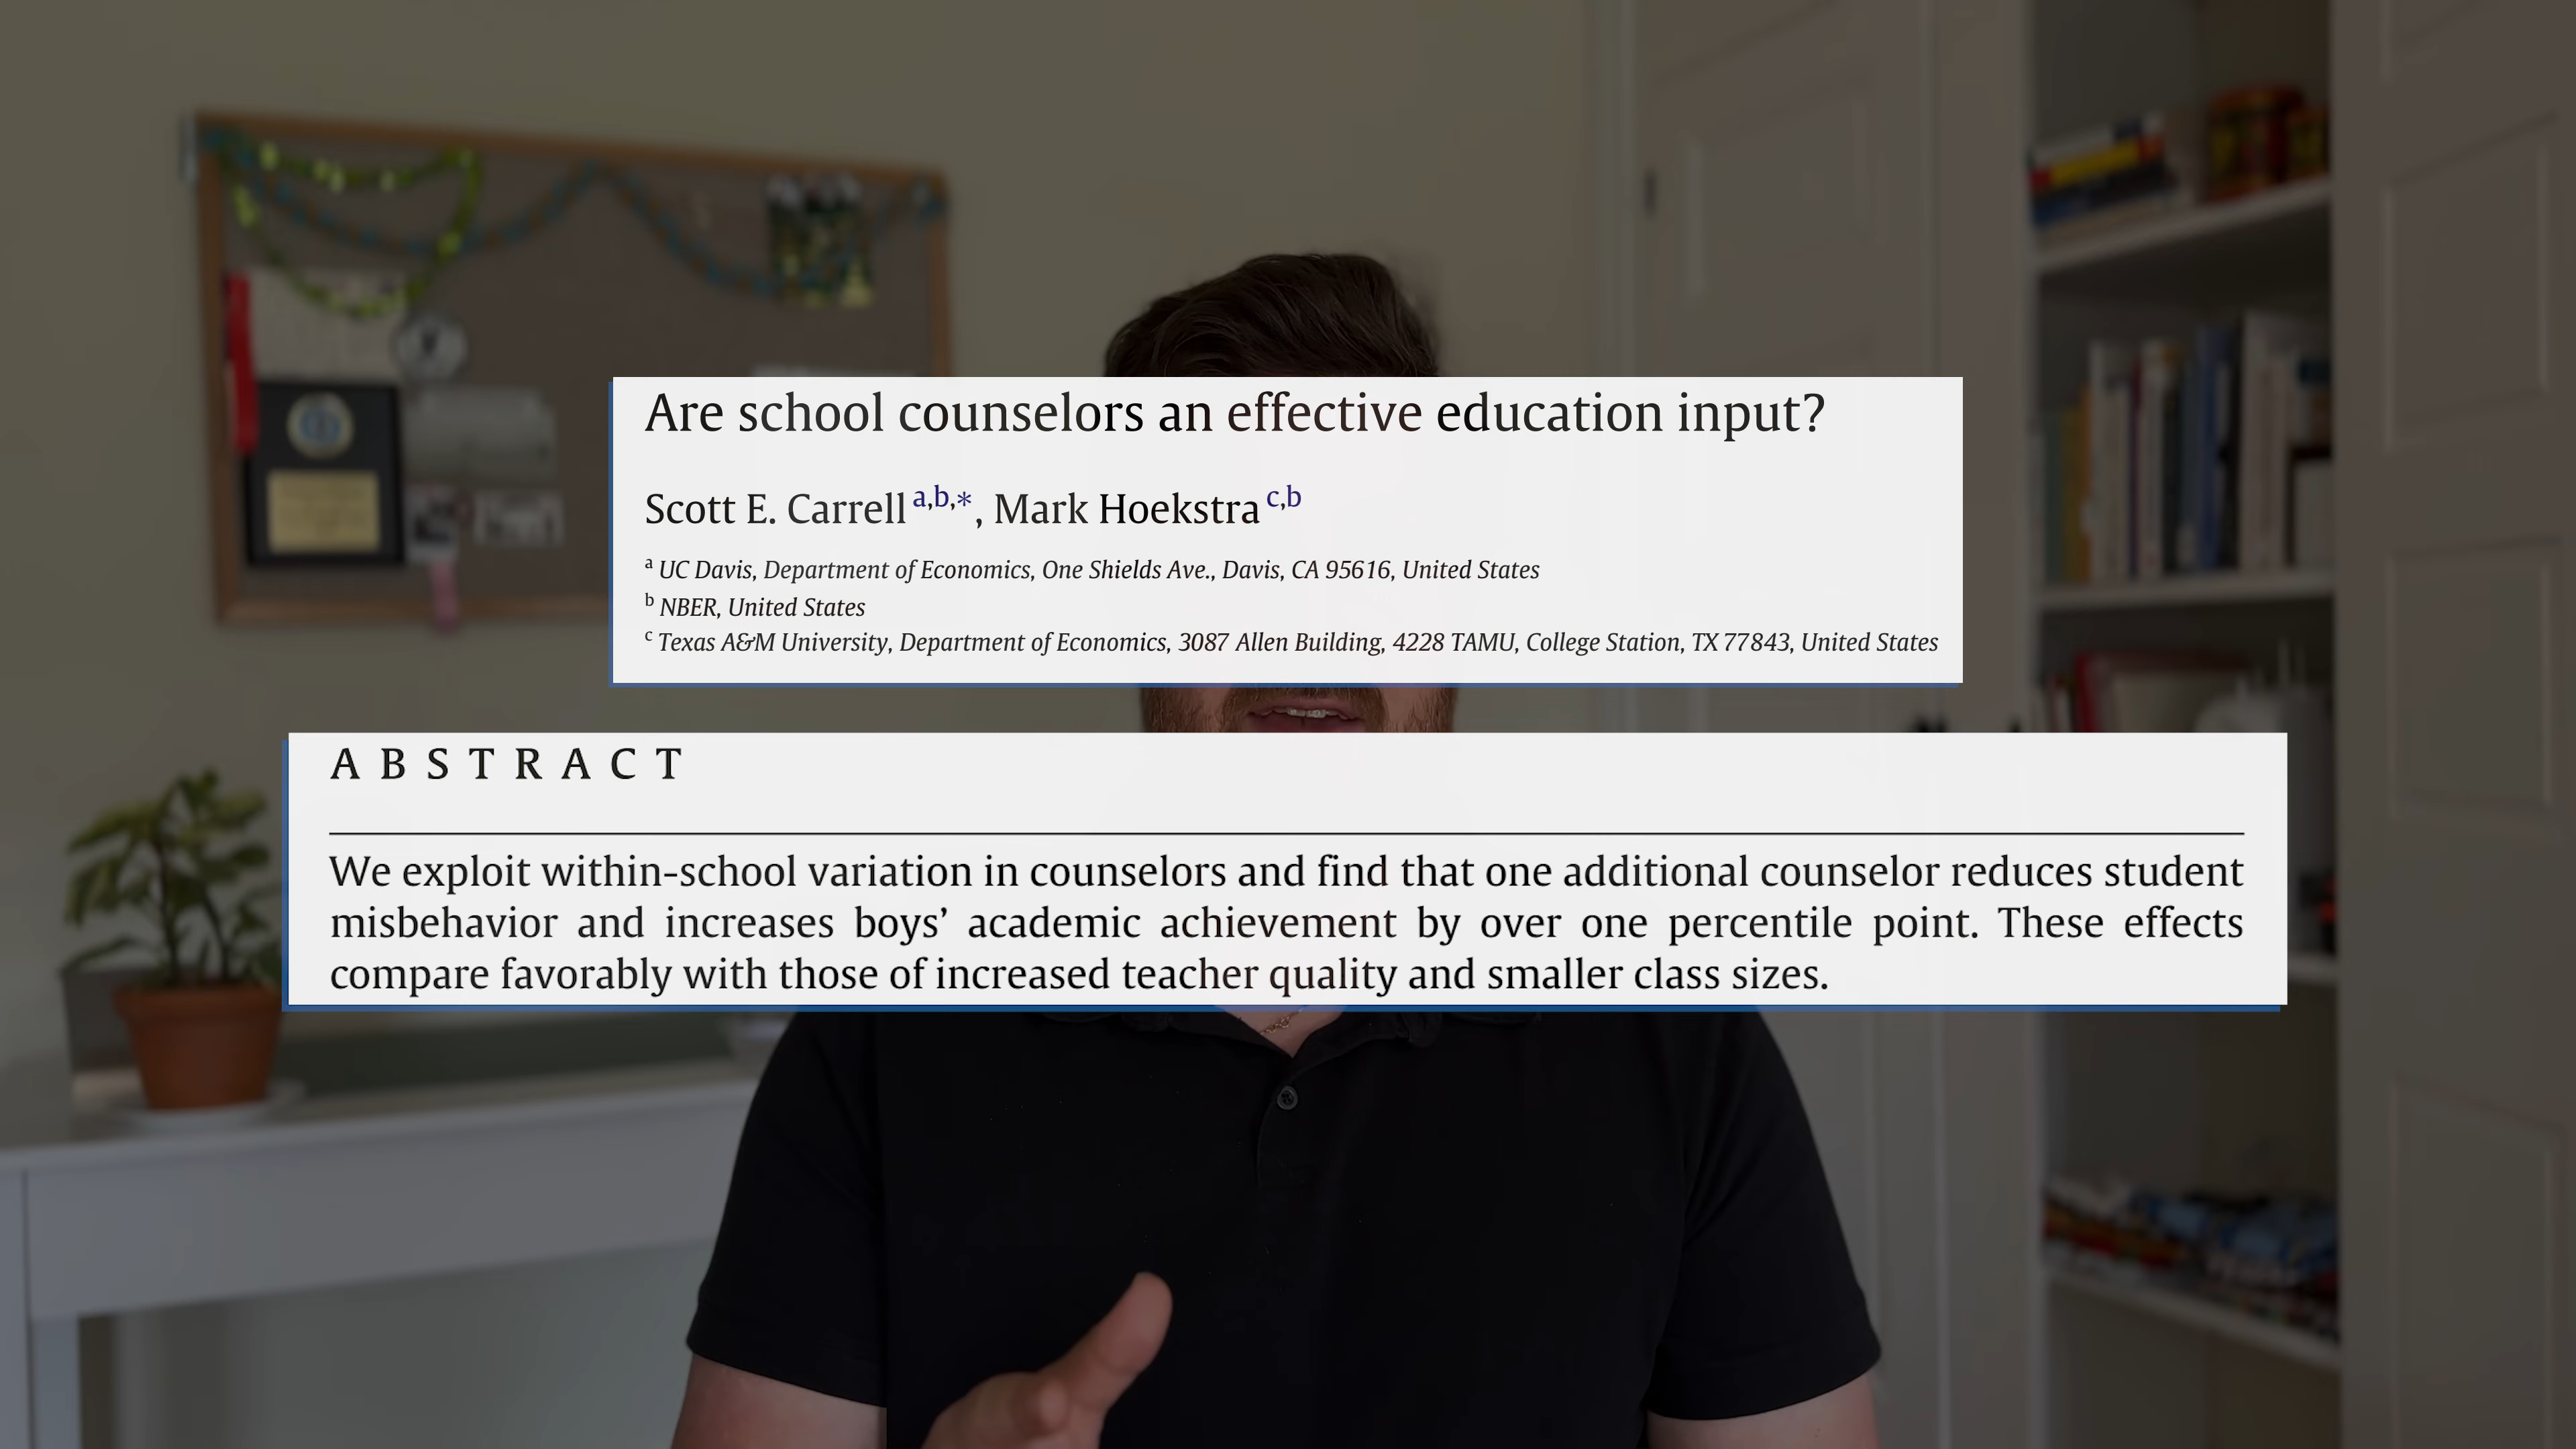 Are school counselors an effective education input?
Scott E. Carrell a,b,*, Mark Hoekstra c,b
a UC Davis, Department of Economics, One Shields Ave., Davis, CA 95616, United States
b NBER, United States
c Texas A&M University, Department of Economics, 3087 Allen Building, 4228 TAMU, College Station, TX 77843, United States
ABSTRACT
We exploit within-school variation in counselors and find that one additional counselor reduces student
misbehavior and increases boys’ academic achievement by over one percentile point. These effects
compare favorably with those of increased teacher quality and smaller class sizes.